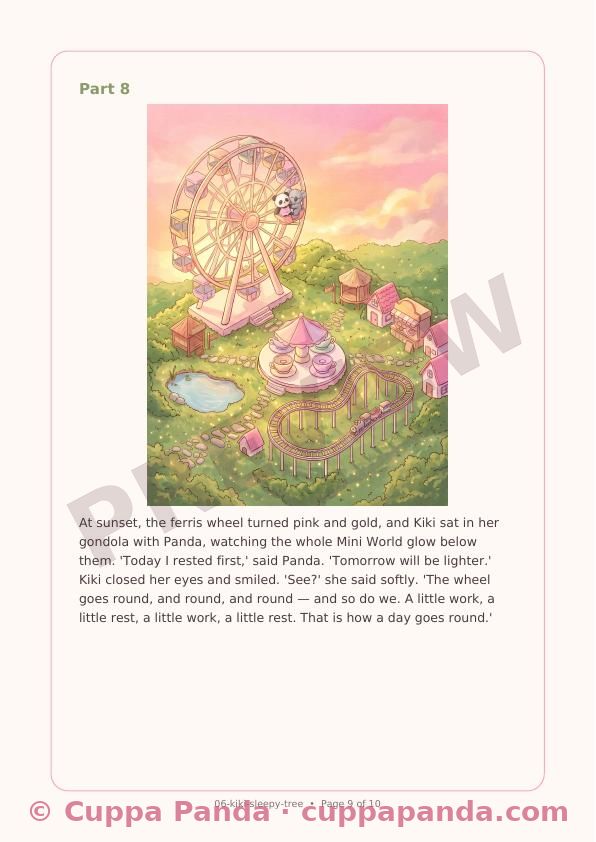 Part 8
PREVIEW
At sunset, the ferris wheel turned pink and gold, and Kiki sat in her
gondola with Panda, watching the whole Mini World glow below
them. 'Today I rested first,' said Panda. 'Tomorrow will be lighter.'
Kiki closed her eyes and smiled. 'See?' she said softly. 'The wheel
goes round, and round, and round — and so do we. A little work, a
little rest, a little work, a little rest. That is how a day goes round.'
06-kiki-sleepy-tree • Page 9 of 10
© Cuppa Panda · cuppapanda.com